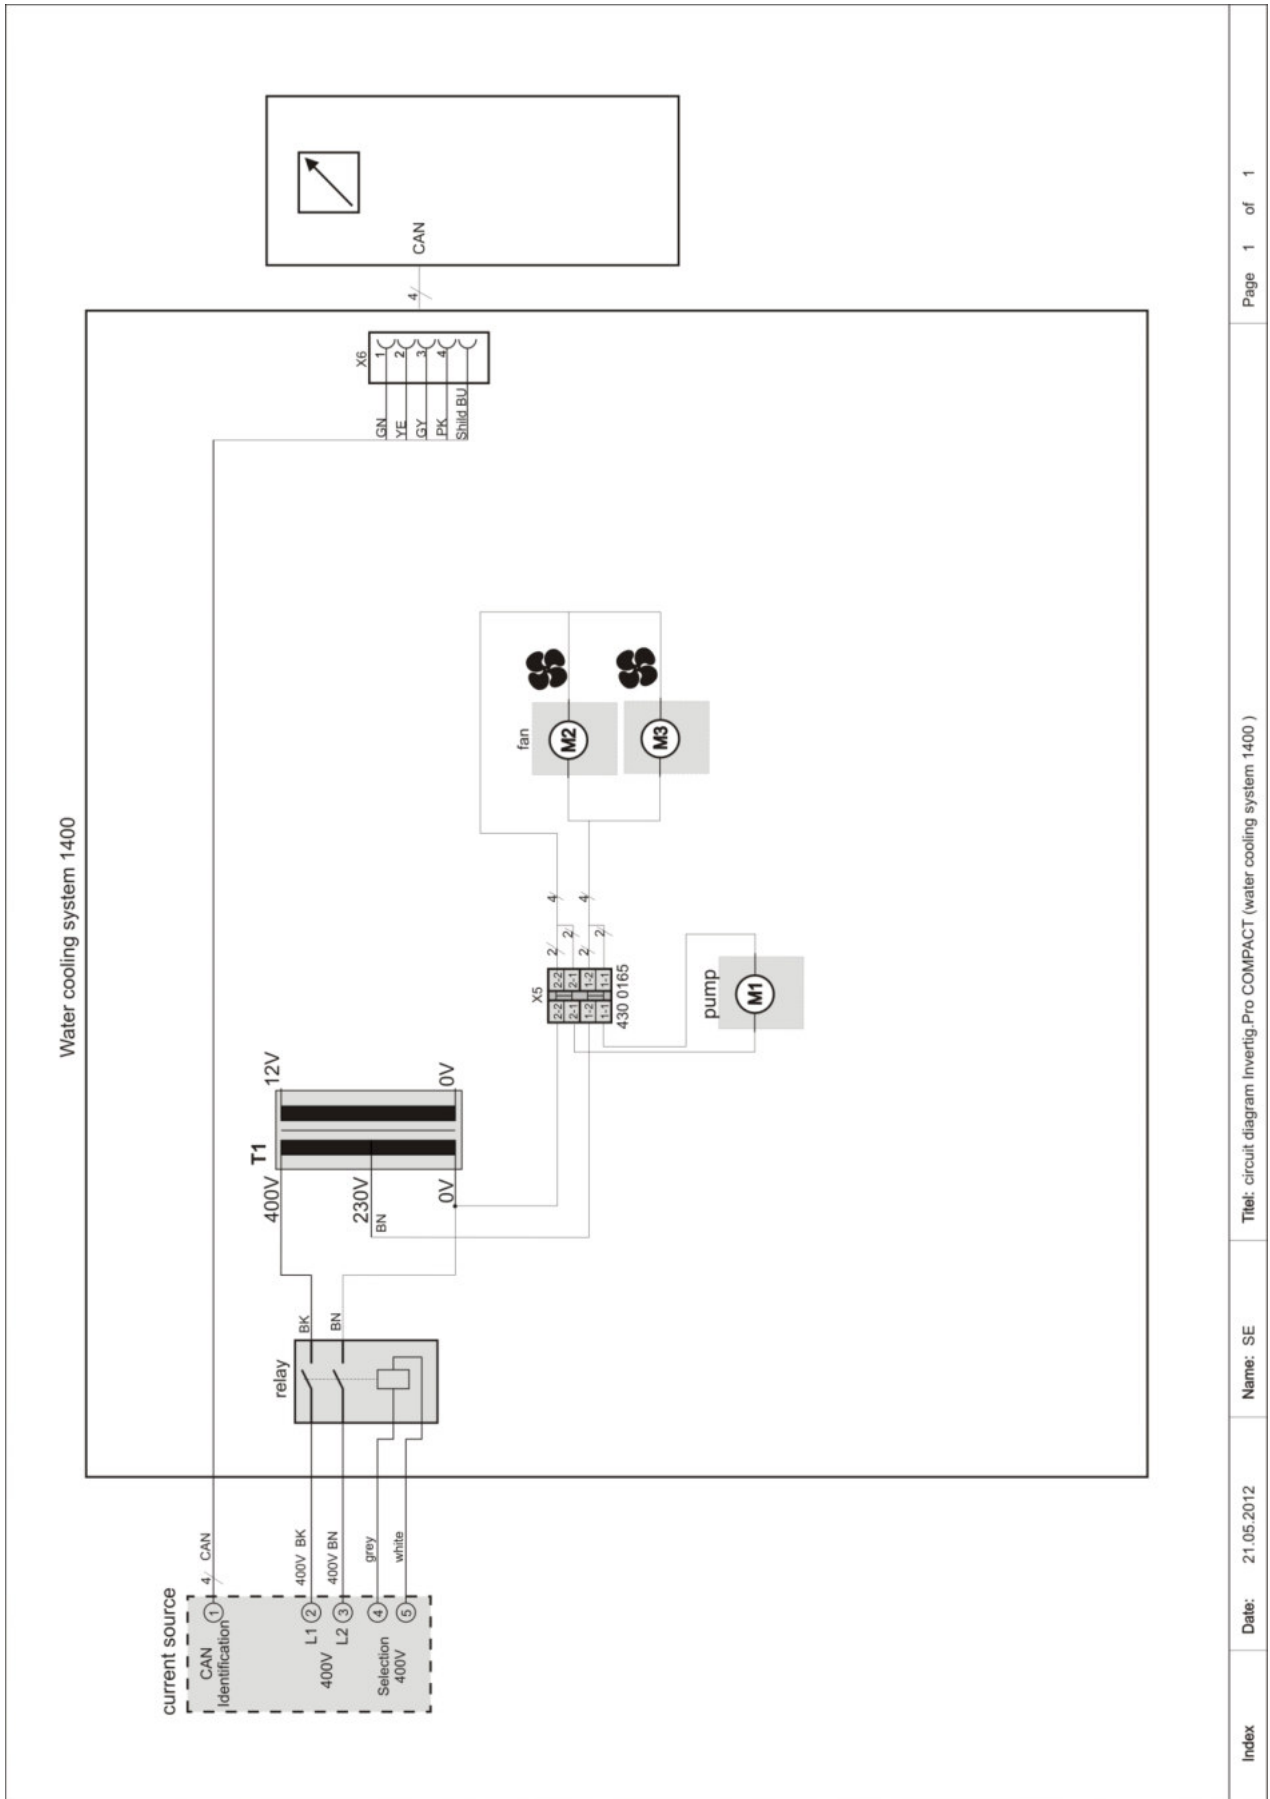 Water cooling system 1400
current source
CAN
Identification
1
4
CAN
L1
2
400V BK
400V
L2
3
400V BN
Selection
400V
4
grey
5
white
relay
BK
BN
T1
400V
12V
230V
BN
0V
0V
X5
2-2
2-2
2-1
2-1
1-2
1-2
1-1
1-1
430 0165
2
2
2
2
4
4
fan
M2
M3
pump
M1
X6
GN
1
YE
2
GY
3
PK
4
Shild BU
4
CAN
Index
Date: 21.05.2012
Name: SE
Titel: circuit diagram Invertig.Pro COMPACT (water cooling system 1400 )
Page 1 of 1